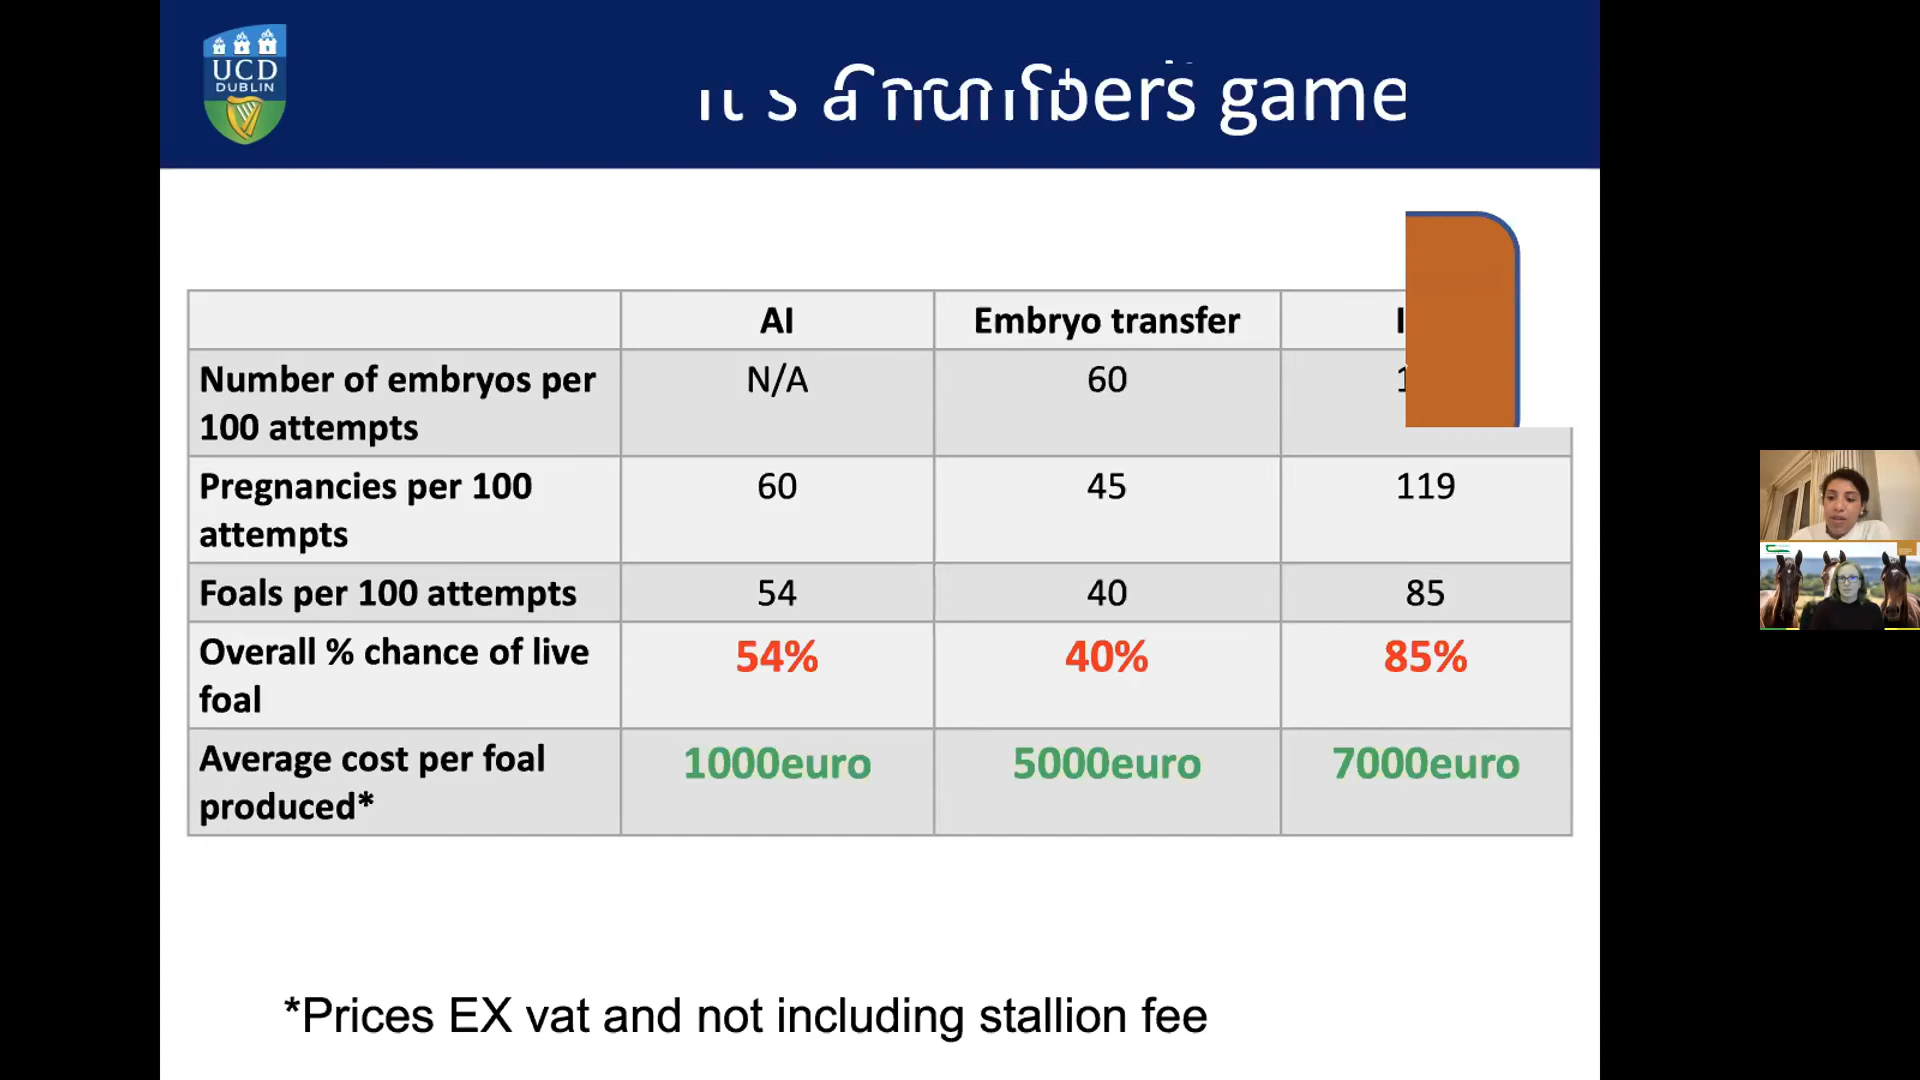 UCD
DUBLIN
It's a numbers game
AI Embryo transfer
Number of embryos per N/A 60
100 attempts
Pregnancies per 100 60 45 119
attempts
Foals per 100 attempts 54 40 85
Overall % chance of live 54% 40% 85%
foal
Average cost per foal 1000euro 5000euro 7000euro
produced*
*Prices EX vat and not including stallion fee